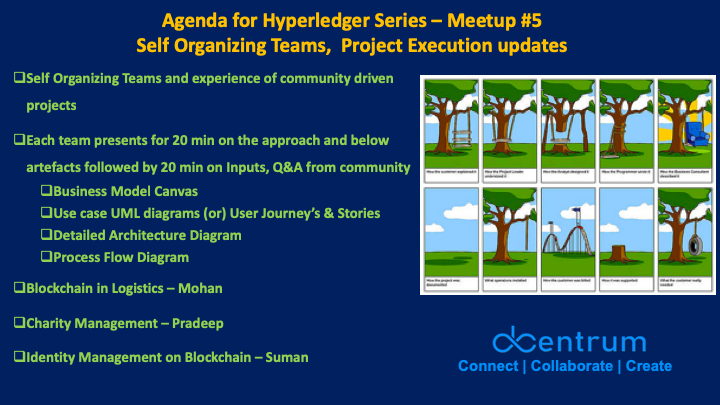 Agenda for Hyperledger Series – Meetup #5
Self Organizing Teams, Project Execution updates
❑Self Organizing Teams and experience of community driven
projects
❑Each team presents for 20 min on the approach and below
artefacts followed by 20 min on Inputs, Q&A from community
❑Business Model Canvas
❑Use case UML diagrams (or) User Journey's & Stories
❑Detailed Architecture Diagram
❑Process Flow Diagram
❑Blockchain in Logistics – Mohan
❑Charity Management – Pradeep
❑Identity Management on Blockchain – Suman
How the customer explained it
How the Project Leader
understood it
How the Analyst designed it
How the Programmer wrote it
How the Business Consultant
described it
How the project was
documented
What operations installed
How the customer was billed
How it was supported
What the customer really
needed
dcentrum
Connect | Collaborate | Create